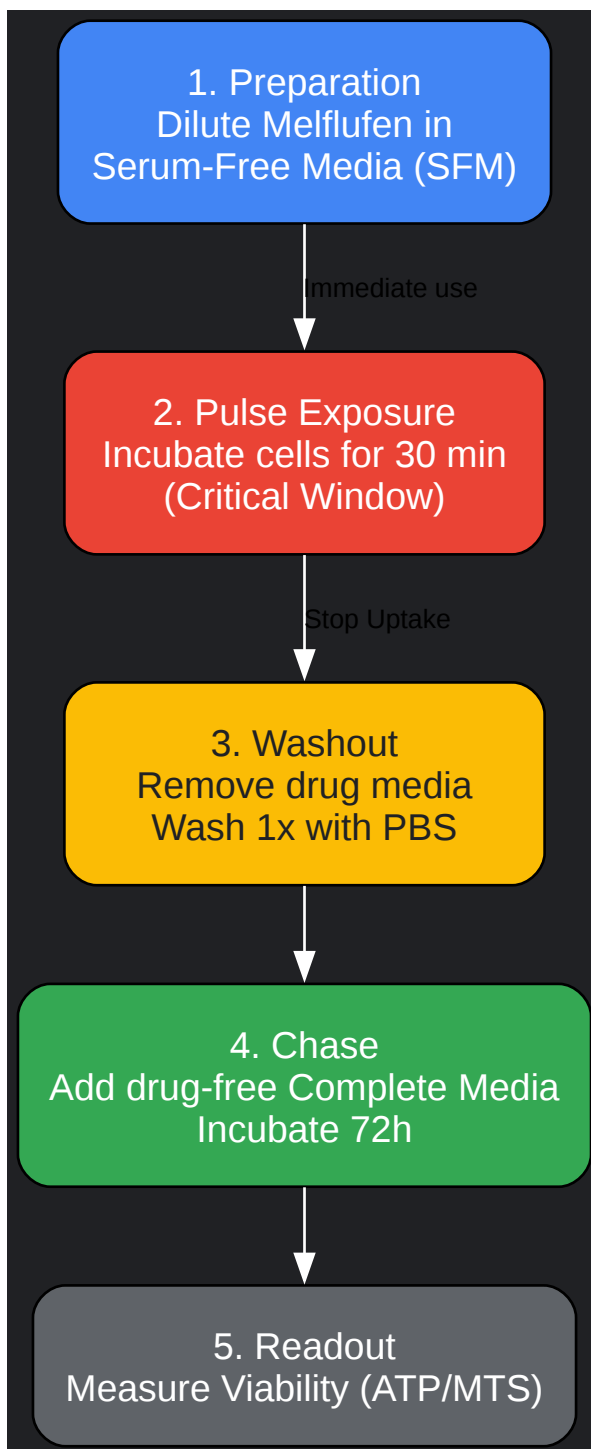 1. Preparation
Dilute Melflufen in
Serum-Free Media (SFM)
Immediate use
2. Pulse Exposure
Incubate cells for 30 min
(Critical Window)
Stop Uptake
3. Washout
Remove drug media
Wash 1x with PBS
4. Chase
Add drug-free Complete Media
Incubate 72h
5. Readout
Measure Viability (ATP/MTS)